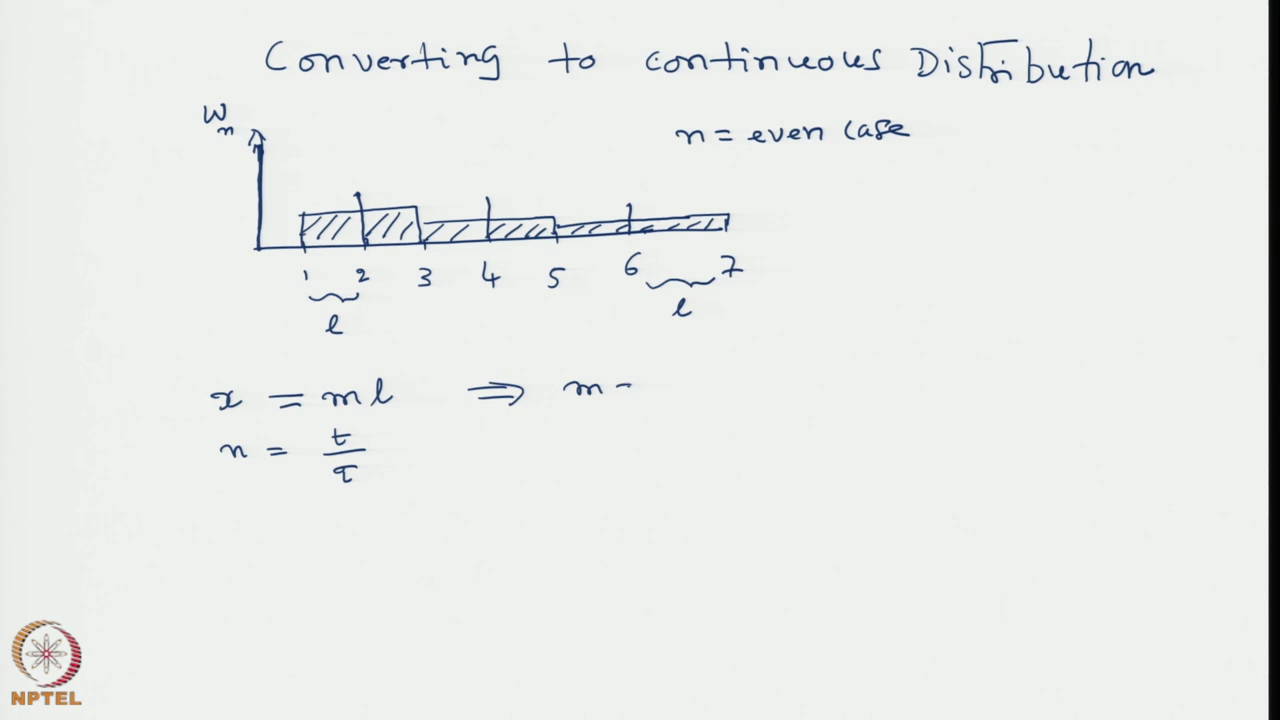 Converting to continuous Distribution
Wn
n = even case
1 2 3 4 5 6 7
l l
x = ml ⇒ m -
n = t/τ
NPTEL